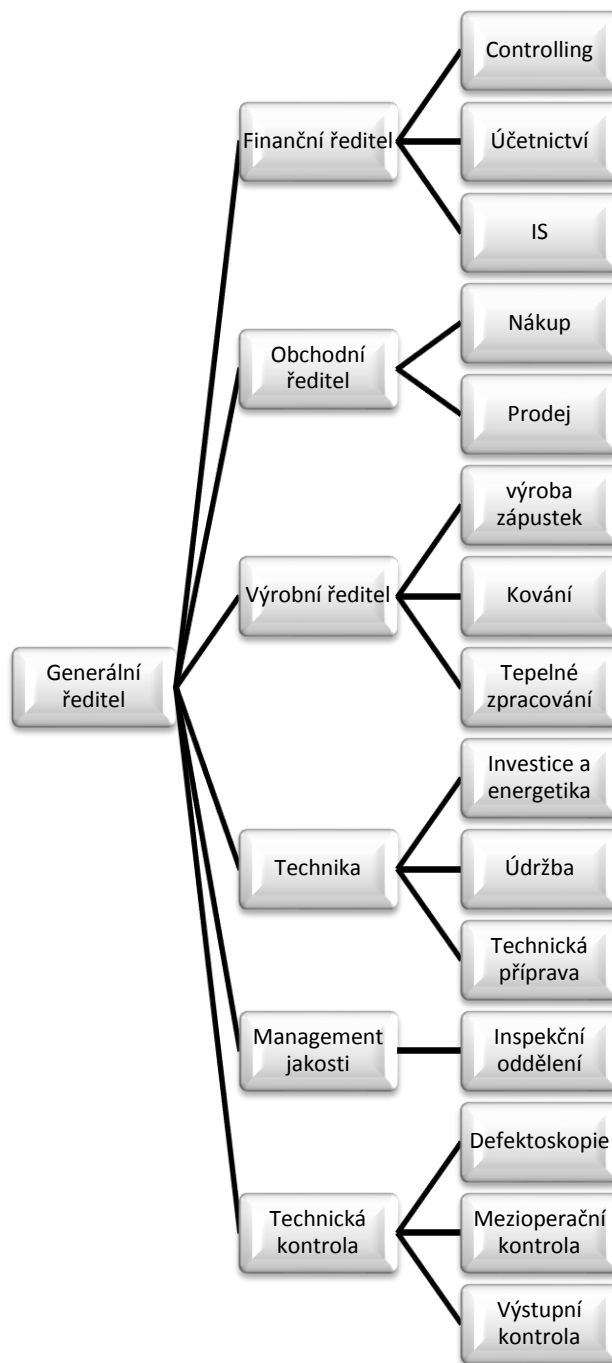 Generální
ředitel
Finanční ředitel
Controlling
Účetnictví
IS
Obchodní
ředitel
Nákup
Prodej
Výrobní ředitel
výroba
zápustek
Kování
Tepelné
zpracování
Technika
Investice a
energetika
Údržba
Technická
příprava
Management
jakosti
Inspekční
oddělení
Technická
kontrola
Defektoskopie
Mezioperační
kontrola
Výstupní
kontrola